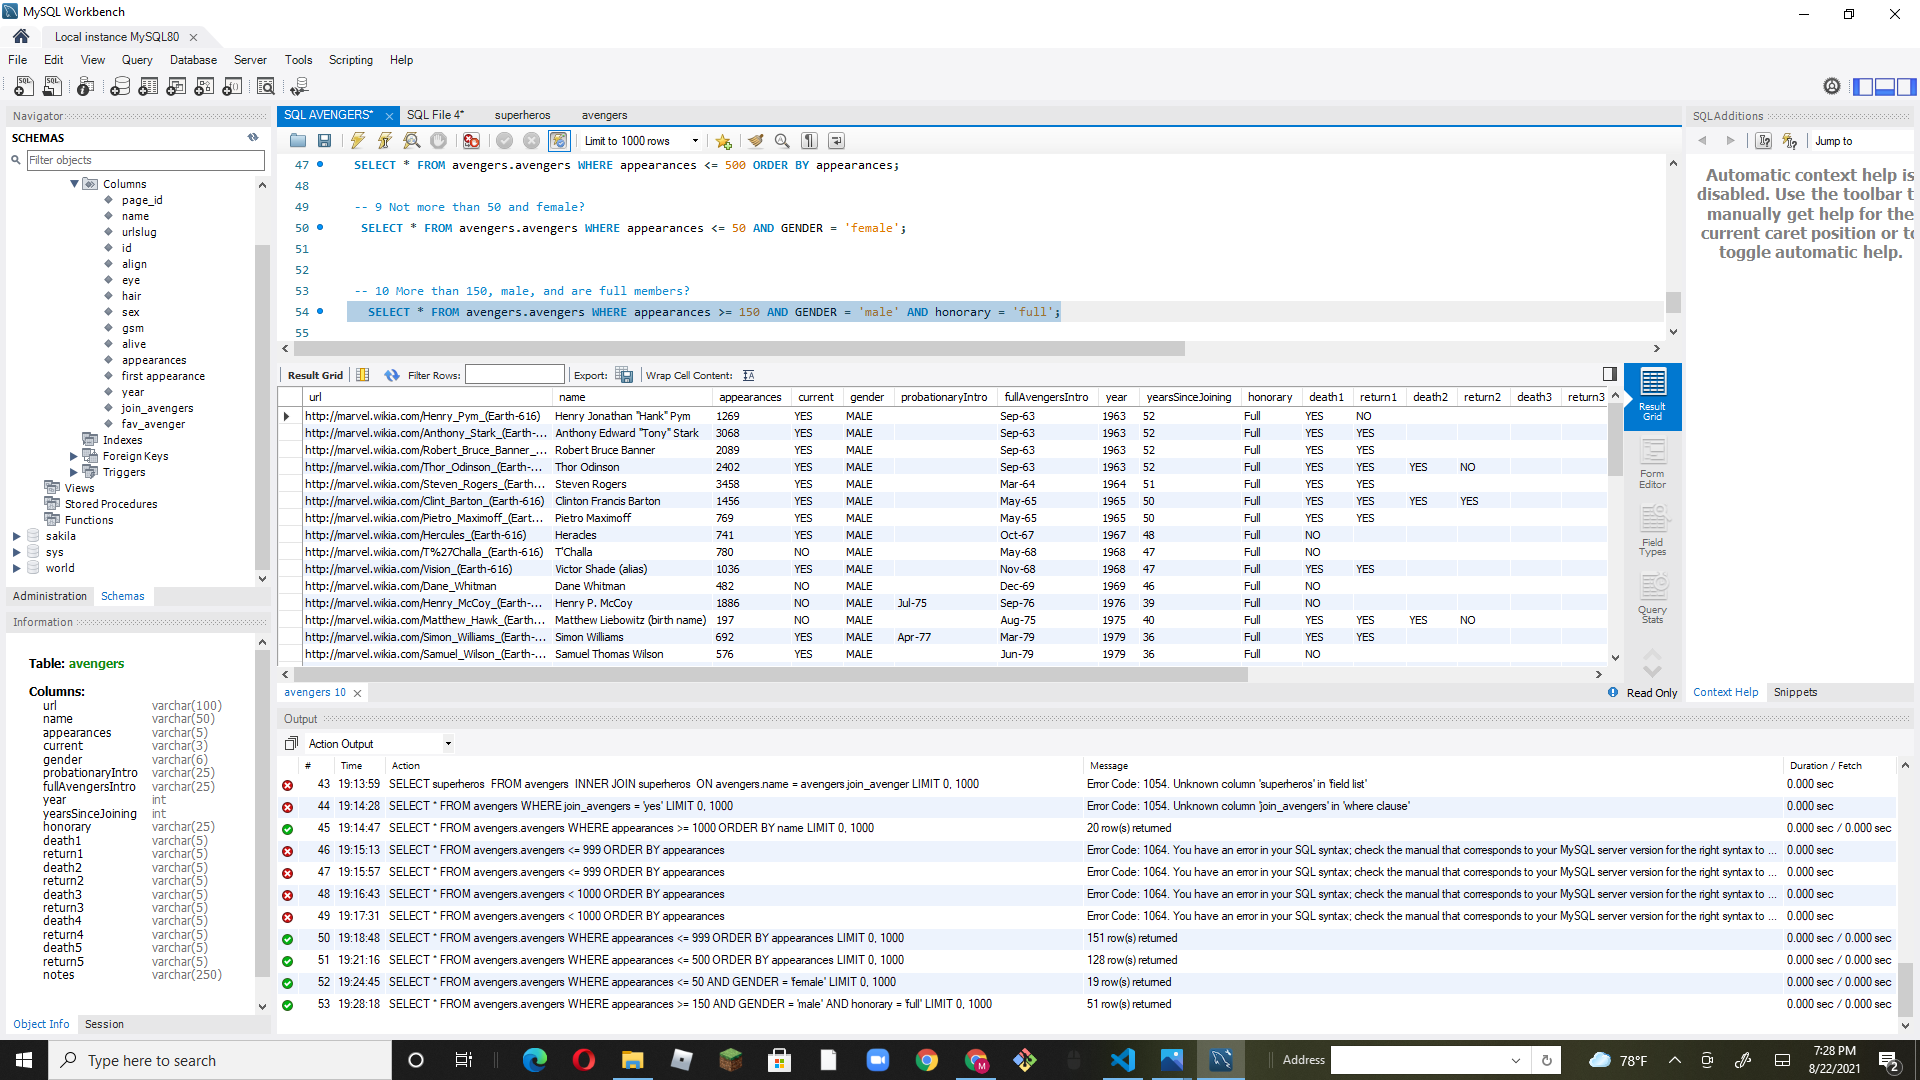 MySQL Workbench
Local instance MySQL80
File Edit View Query Database Server Tools Scripting Help
Navigator
SCHEMAS
Filter objects
Columns
page_id
name
urlslug
id
align
eye
hair
sex
gsm
alive
appearances
first appearance
year
join_avengers
fav_avenger
Indexes
Foreign Keys
Triggers
Views
Stored Procedures
Functions
sakila
sys
world
Administration Schemas
Information
Table: avengers
Columns:
url varchar(100)
name varchar(50)
appearances varchar(5)
current varchar(3)
gender varchar(6)
probationaryIntro varchar(25)
fullAvengersIntro varchar(25)
year int
yearsSinceJoining int
honorary varchar(25)
death1 varchar(5)
return1 varchar(5)
death2 varchar(5)
return2 varchar(5)
death3 varchar(5)
return3 varchar(5)
death4 varchar(5)
return4 varchar(5)
death5 varchar(5)
return5 varchar(5)
notes varchar(250)
Object Info Session
SQL AVENGERS* SQL File 4* superheros avengers
Limit to 1000 rows
47 SELECT * FROM avengers.avengers WHERE appearances <= 500 ORDER BY appearances;
48
49 -- 9 Not more than 50 and female?
50 SELECT * FROM avengers.avengers WHERE appearances <= 50 AND GENDER = 'female';
51
52
53 -- 10 More than 150, male, and are full members?
54 SELECT * FROM avengers.avengers WHERE appearances >= 150 AND GENDER = 'male' AND honorary = 'full';
55
Result Grid Filter Rows: Export: Wrap Cell Content:
url name appearances current gender probationaryIntro fullAvengersIntro year yearsSinceJoining honorary death1 return1 death2 return2 death3 return3
http://marvel.wikia.com/Henry_Pym_(Earth-616) Henry Jonathan "Hank" Pym 1269 YES MALE Sep-63 1963 52 Full YES NO
http://marvel.wikia.com/Anthony_Stark_(Earth-... Anthony Edward "Tony" Stark 3068 YES MALE Sep-63 1963 52 Full YES YES
http://marvel.wikia.com/Robert_Bruce_Banner_... Robert Bruce Banner 2089 YES MALE Sep-63 1963 52 Full YES YES
http://marvel.wikia.com/Thor_Odinson_(Earth-... Thor Odinson 2402 YES MALE Sep-63 1963 52 Full YES YES YES NO
http://marvel.wikia.com/Steven_Rogers_(Earth-... Steven Rogers 3458 YES MALE Mar-64 1964 51 Full YES YES
http://marvel.wikia.com/Clint_Barton_(Earth-616) Clinton Francis Barton 1456 YES MALE May-65 1965 50 Full YES YES YES YES
http://marvel.wikia.com/Pietro_Maximoff_(Eart... Pietro Maximoff 769 YES MALE May-65 1965 50 Full YES YES
http://marvel.wikia.com/Hercules_(Earth-616) Heracles 741 YES MALE Oct-67 1967 48 Full NO
http://marvel.wikia.com/T%27Challa_(Earth-616) T'Challa 780 NO MALE May-68 1968 47 Full NO
http://marvel.wikia.com/Vision_(Earth-616) Victor Shade (alias) 1036 YES MALE Nov-68 1968 47 Full YES YES
http://marvel.wikia.com/Dane_Whitman Dane Whitman 482 NO MALE Dec-69 1969 46 Full NO
http://marvel.wikia.com/Henry_McCoy_(Earth-... Henry P. McCoy 1886 NO MALE Jul-75 Sep-76 1976 39 Full NO
http://marvel.wikia.com/Matthew_Hawk_(Earth... Matthew Liebowitz (birth name) 197 NO MALE Aug-75 1975 40 Full YES YES YES NO
http://marvel.wikia.com/Simon_Williams_(Earth-... Simon Williams 692 YES MALE Apr-77 Mar-79 1979 36 Full YES YES
http://marvel.wikia.com/Samuel_Wilson_(Earth-... Samuel Thomas Wilson 576 YES MALE Jun-79 1979 36 Full NO
avengers 10
Read Only
Result Grid
Form Editor
Field Types
Query Stats
SQLAdditions
Jump to
Automatic context help is
disabled. Use the toolbar t
manually get help for the
current caret position or to
toggle automatic help.
Context Help Snippets
Output
Action Output
# Time Action Message Duration / Fetch
43 19:13:59 SELECT superheros FROM avengers INNER JOIN superheros ON avengers.name = avengers.join_avenger LIMIT 0, 1000 Error Code: 1054. Unknown column 'superheros' in 'field list' 0.000 sec
44 19:14:28 SELECT * FROM avengers WHERE join_avengers = 'yes' LIMIT 0, 1000 Error Code: 1054. Unknown column 'join_avengers' in 'where clause' 0.000 sec
45 19:14:47 SELECT * FROM avengers.avengers WHERE appearances >= 1000 ORDER BY name LIMIT 0, 1000 20 row(s) returned 0.000 sec / 0.000 sec
46 19:15:13 SELECT * FROM avengers.avengers <= 999 ORDER BY appearances Error Code: 1064. You have an error in your SQL syntax; check the manual that corresponds to your MySQL server version for the right syntax to ... 0.000 sec
47 19:15:57 SELECT * FROM avengers.avengers <= 999 ORDER BY appearances Error Code: 1064. You have an error in your SQL syntax; check the manual that corresponds to your MySQL server version for the right syntax to ... 0.000 sec
48 19:16:43 SELECT * FROM avengers.avengers < 1000 ORDER BY appearances Error Code: 1064. You have an error in your SQL syntax; check the manual that corresponds to your MySQL server version for the right syntax to ... 0.000 sec
49 19:17:31 SELECT * FROM avengers.avengers < 1000 ORDER BY appearances Error Code: 1064. You have an error in your SQL syntax; check the manual that corresponds to your MySQL server version for the right syntax to ... 0.000 sec
50 19:18:48 SELECT * FROM avengers.avengers WHERE appearances <= 999 ORDER BY appearances LIMIT 0, 1000 151 row(s) returned 0.000 sec / 0.000 sec
51 19:21:16 SELECT * FROM avengers.avengers WHERE appearances <= 500 ORDER BY appearances LIMIT 0, 1000 128 row(s) returned 0.000 sec / 0.000 sec
52 19:24:45 SELECT * FROM avengers.avengers WHERE appearances <= 50 AND GENDER = 'female' LIMIT 0, 1000 19 row(s) returned 0.000 sec / 0.000 sec
53 19:28:18 SELECT * FROM avengers.avengers WHERE appearances >= 150 AND GENDER = 'male' AND honorary = 'full' LIMIT 0, 1000 51 row(s) returned 0.000 sec / 0.000 sec
Type here to search
Address
78°F
7:28 PM
8/22/2021
2